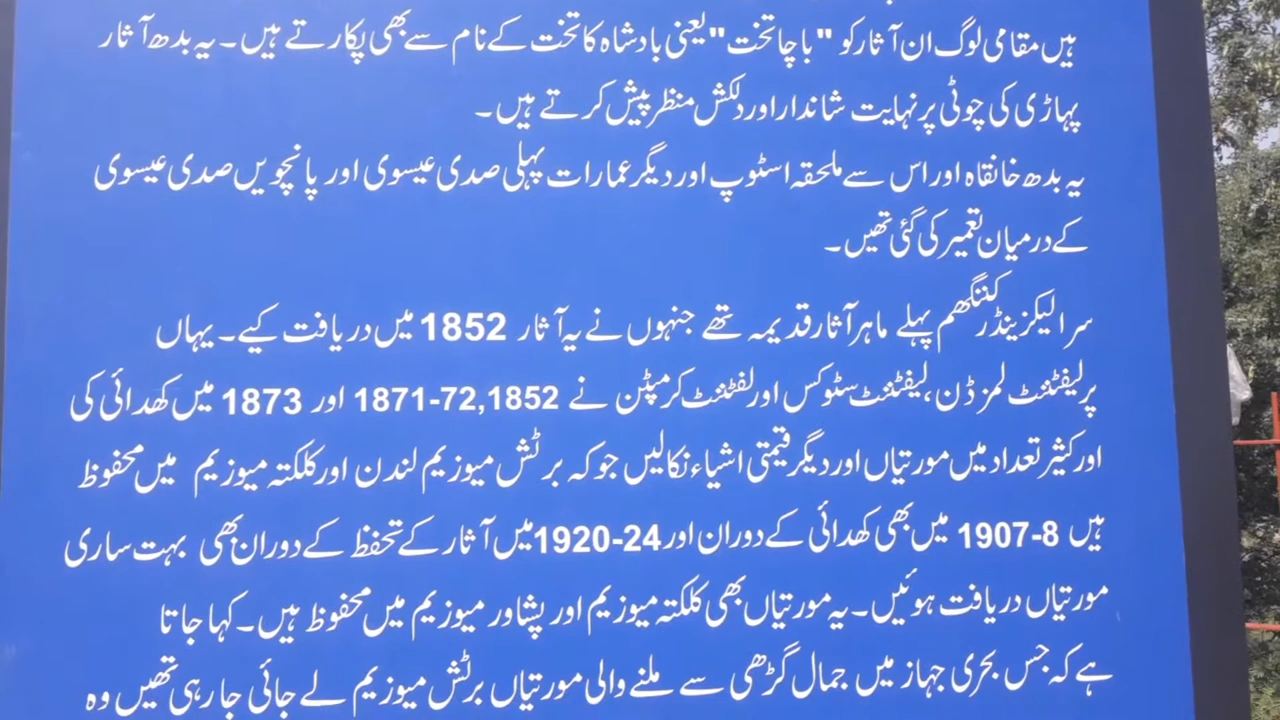 ہیں مقامی لوگ ان آثار کو "باچا تخت" یعنی بادشاہ کا تخت کے نام سے بھی پکارتے ہیں۔ یہ بدھ آثار
پہاڑی کی چوٹی پر نہایت شاندار اور دلکش منظر پیش کرتے ہیں۔
یہ بدھ خانقاہ اور اس سے ملحقہ اسٹوپ اور دیگر عمارات پہلی صدی عیسوی اور پانچویں صدی عیسوی
کے درمیان تعمیر کی گئی تھیں۔
سر الیکزینڈر کننگھم پہلے ماہر آثار قدیمہ تھے جنہوں نے یہ آثار 1852 میں دریافت کیے۔ یہاں
پر لیفٹننٹ لمز ڈن، لیفٹننٹ سٹوکس اور لفٹننٹ کرمپٹن نے 1852,72-1871 اور 1873 میں کھدائی کی
اور کثیر تعداد میں مورتیاں اور دیگر قیمتی اشیاء نکالیں جو کہ برٹش میوزیم لندن اور کلکتہ میوزیم میں محفوظ
ہیں 8-1907 میں بھی کھدائی کے دوران اور 24-1920 میں آثار کے تحفظ کے دوران بھی بہت ساری
مورتیاں دریافت ہوئیں۔ یہ مورتیاں بھی کلکتہ میوزیم اور پشاور میوزیم میں محفوظ ہیں۔ کہا جاتا
ہے کہ جس بحری جہاز میں جمال گڑھی سے ملنے والی مورتیاں برٹش میوزیم لے جائی جا رہی تھیں وہ